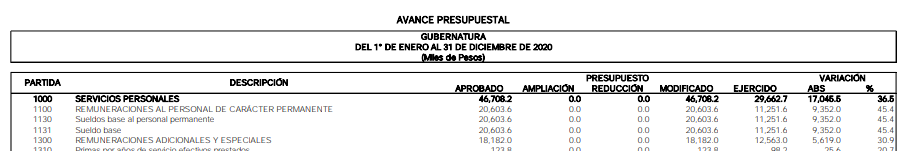 AVANCE PRESUPUESTAL
GUBERNATURA
DEL 1° DE ENERO AL 31 DE DICIEMBRE DE 2020
(Miles de Pesos)
PARTIDA DESCRIPCIÓN PRESUPUESTO VARIACIÓN
APROBADO AMPLIACIÓN REDUCCIÓN MODIFICADO EJERCIDO ABS %
1000 SERVICIOS PERSONALES 46,708.2 0.0 0.0 46,708.2 29,662.7 17,045.5 36.5
1100 REMUNERACIONES AL PERSONAL DE CARÁCTER PERMANENTE 20,603.6 0.0 0.0 20,603.6 11,251.6 9,352.0 45.4
1130 Sueldos base al personal permanente 20,603.6 0.0 0.0 20,603.6 11,251.6 9,352.0 45.4
1131 Sueldo base 20,603.6 0.0 0.0 20,603.6 11,251.6 9,352.0 45.4
1300 REMUNERACIONES ADICIONALES Y ESPECIALES 18,182.0 0.0 0.0 18,182.0 12,563.0 5,619.0 30.9
1310 Primas por años de servicio efectivos prestados 123.8 0.0 0.0 123.8 98.2 25.6 20.7